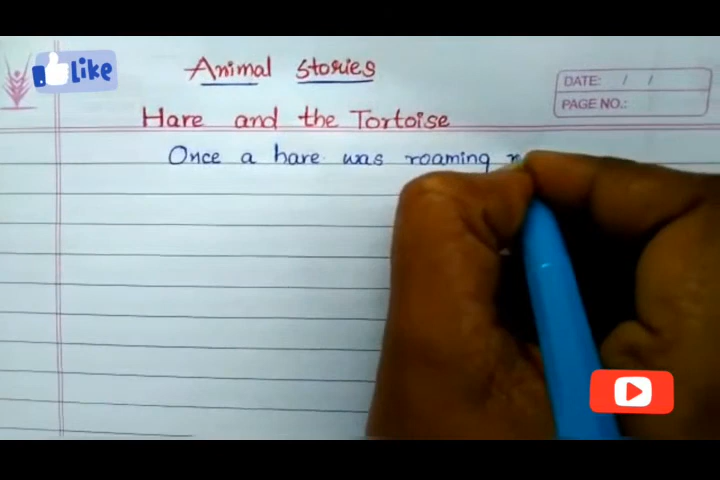 Like
Animal Stories
DATE: / /
PAGE NO.:
Hare and the Tortoise
Once a hare was roaming